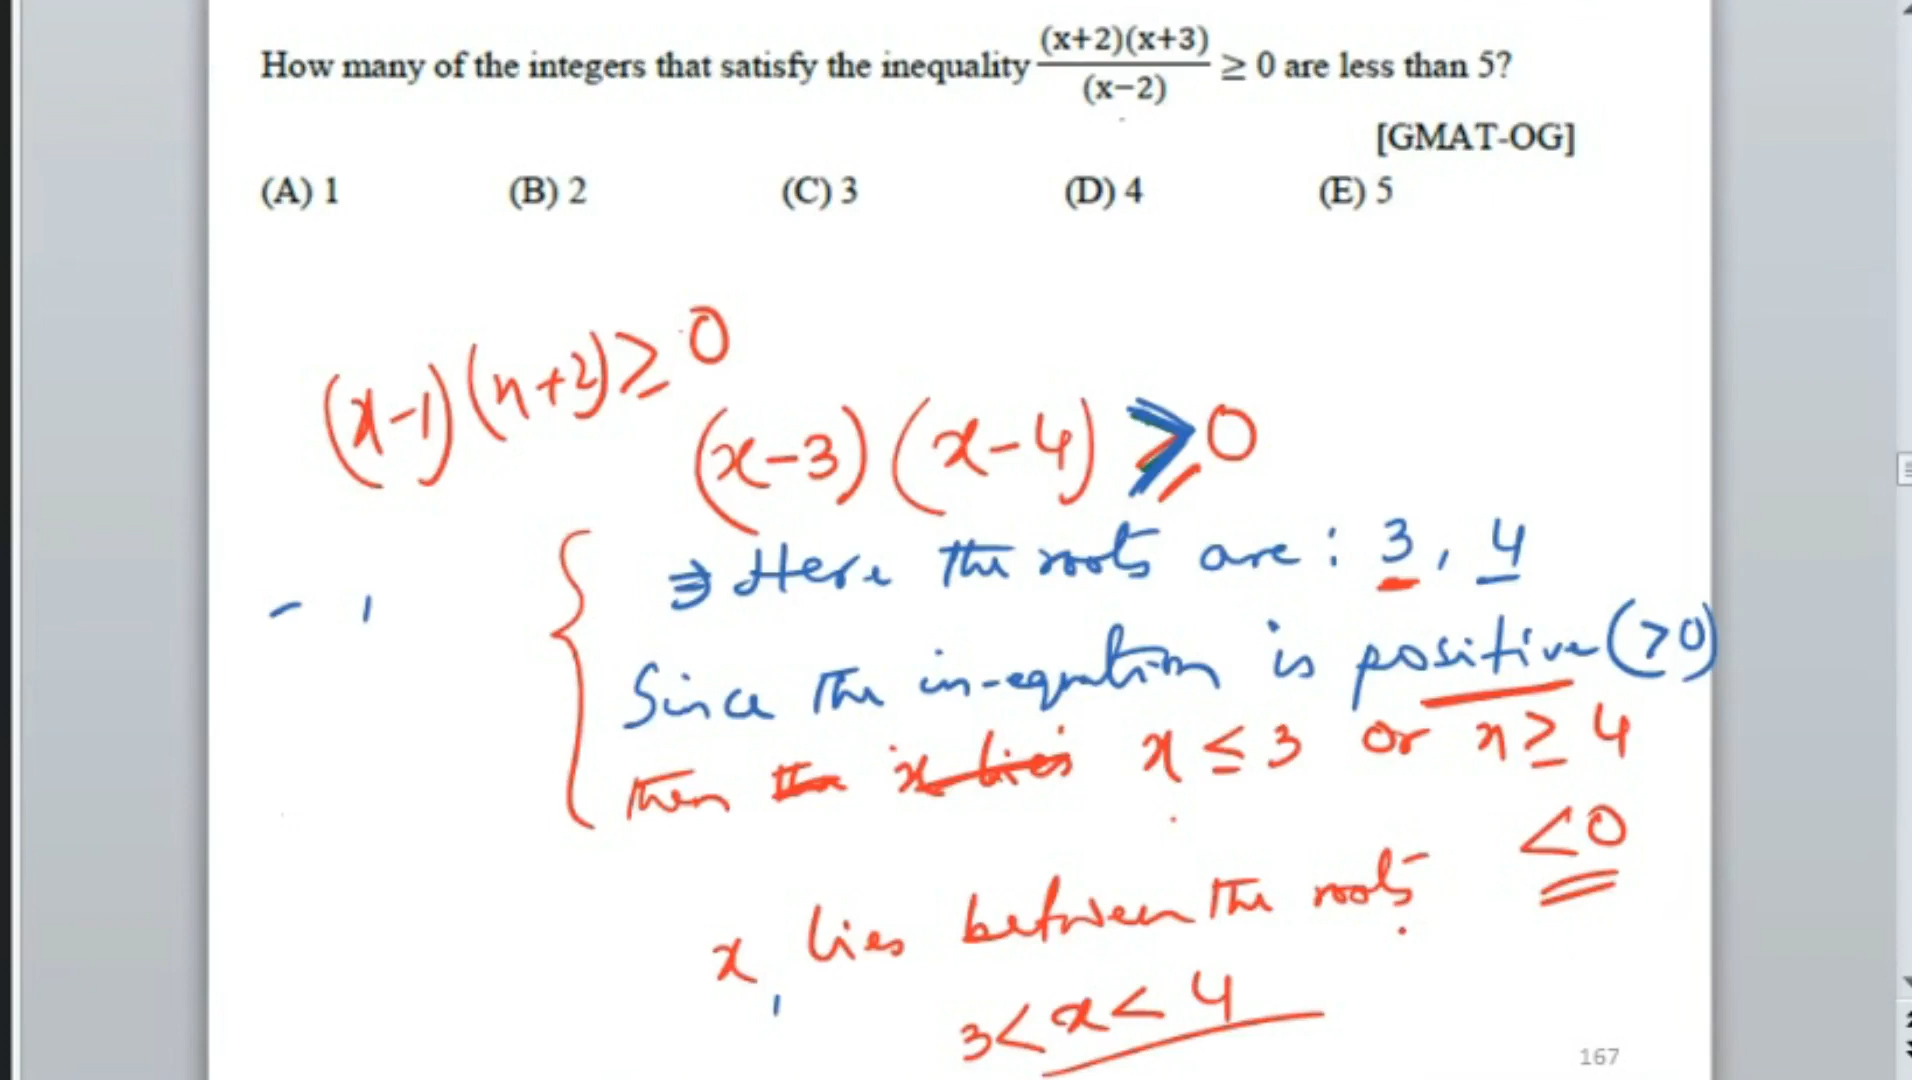 How many of the integers that satisfy the inequality (x+2)(x+3)/(x−2) ≥ 0 are less than 5?
[GMAT-OG]
(A) 1 (B) 2 (C) 3 (D) 4 (E) 5
(x-1)(x+2) ≥ 0
(x-3)(x-4) ≥ 0
⇒ Here the roots are: 3, 4
Since the in-equation is positive (>0)
then the x lies x ≤ 3 or x ≥ 4
<0
x lies between the roots
3<x<4
167